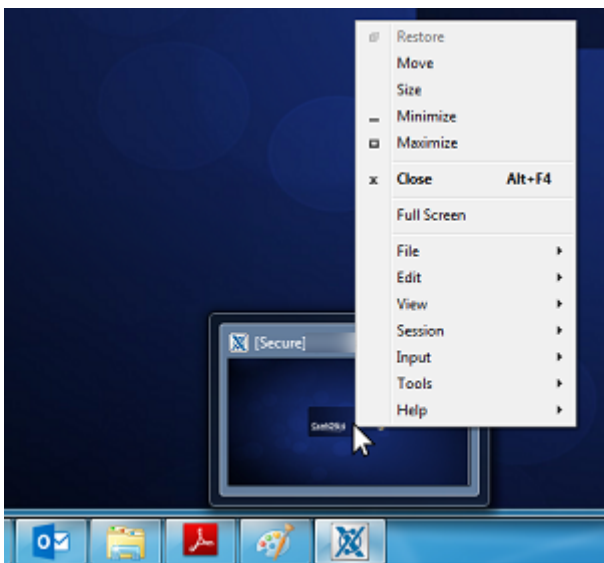 Restore
Move
Size
Minimize
Maximize
Close Alt+F4
Full Screen
File
Edit
View
Session
Input
Tools
Help
[Secure]